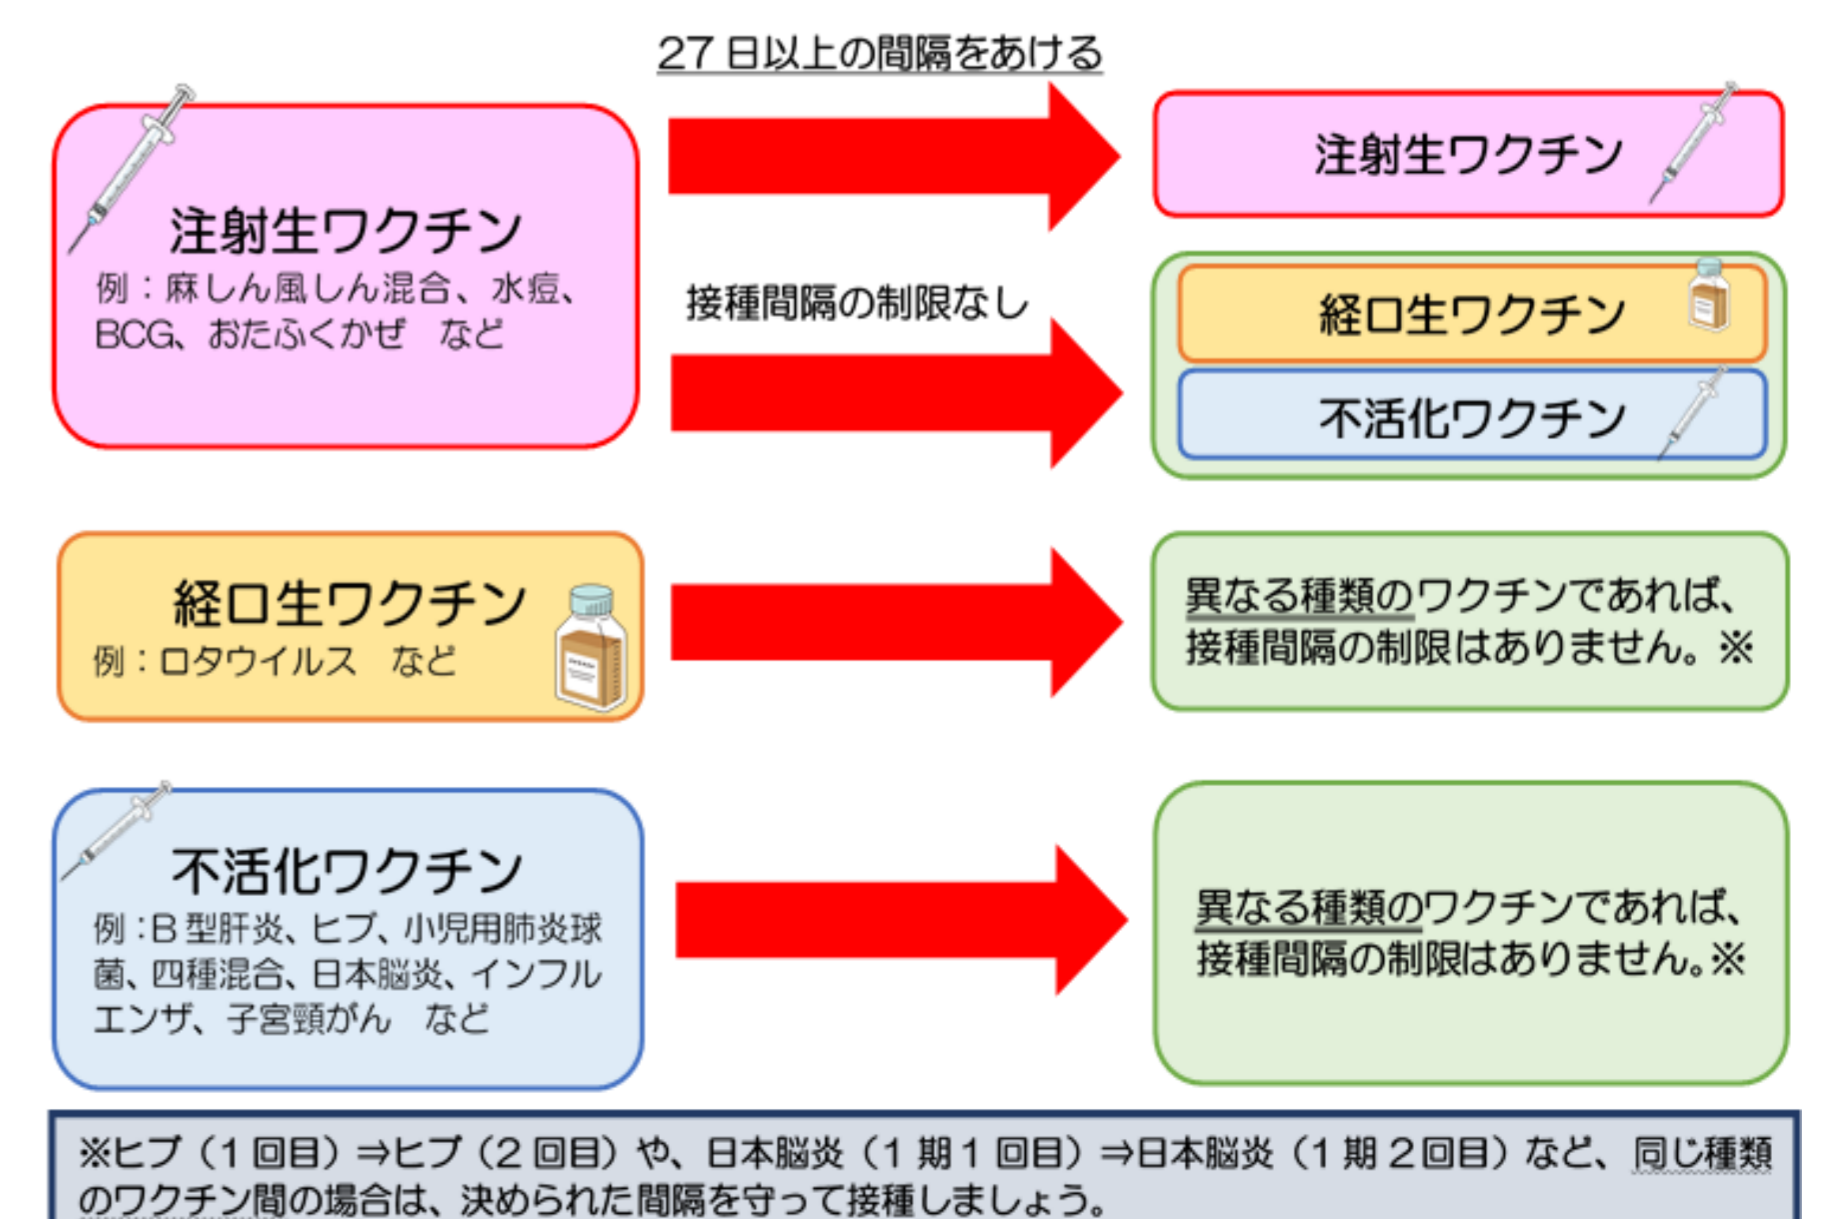 27日以上の間隔をあける
注射生ワクチン
例：麻しん風しん混合、水痘、
BCG、おたふくかぜ　など
注射生ワクチン
接種間隔の制限なし
経口生ワクチン
不活化ワクチン
経口生ワクチン
例：ロタウイルス　など
異なる種類のワクチンであれば、
接種間隔の制限はありません。※
不活化ワクチン
例：B型肝炎、ヒブ、小児用肺炎球
菌、四種混合、日本脳炎、インフル
エンザ、子宮頸がん　など
異なる種類のワクチンであれば、
接種間隔の制限はありません。※
※ヒブ（1回目）⇒ヒブ（2回目）や、日本脳炎（1期1回目）⇒日本脳炎（1期2回目）など、同じ種類
のワクチン間の場合は、決められた間隔を守って接種しましょう。